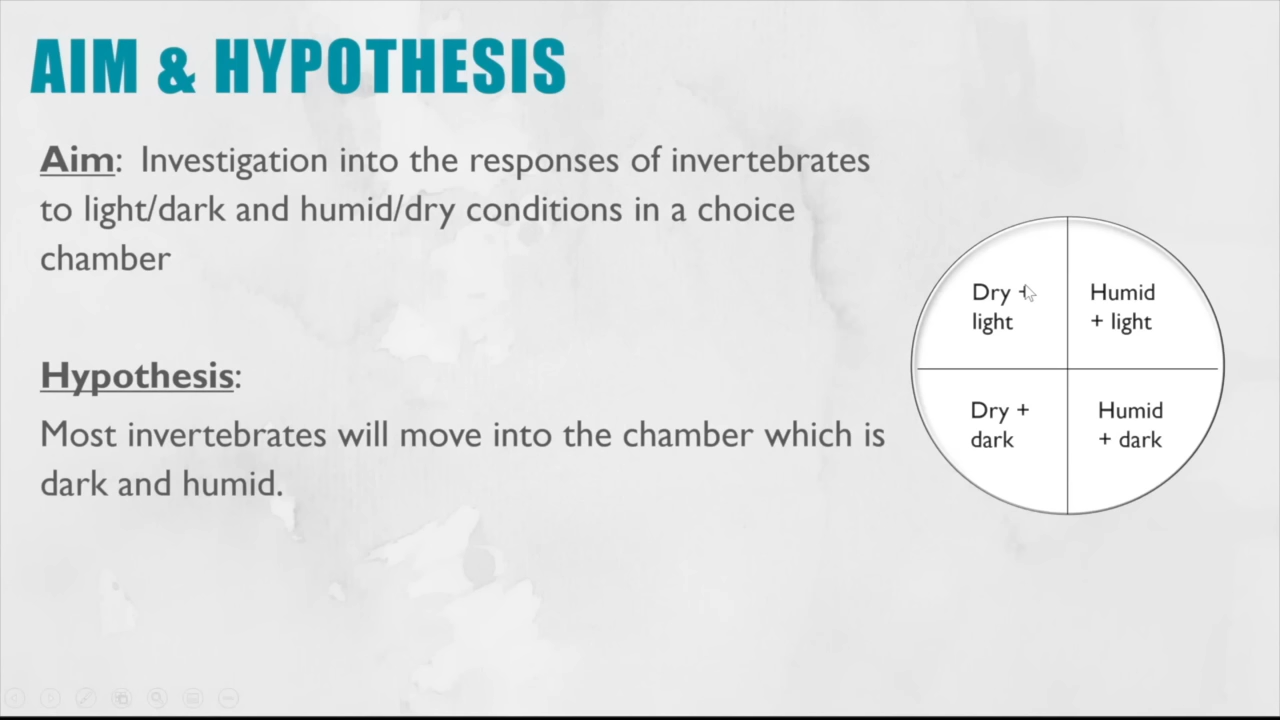 AIM & HYPOTHESIS
Aim: Investigation into the responses of invertebrates
to light/dark and humid/dry conditions in a choice
chamber
Hypothesis:
Most invertebrates will move into the chamber which is
dark and humid.
Dry +
light
Humid
+ light
Dry +
dark
Humid
+ dark